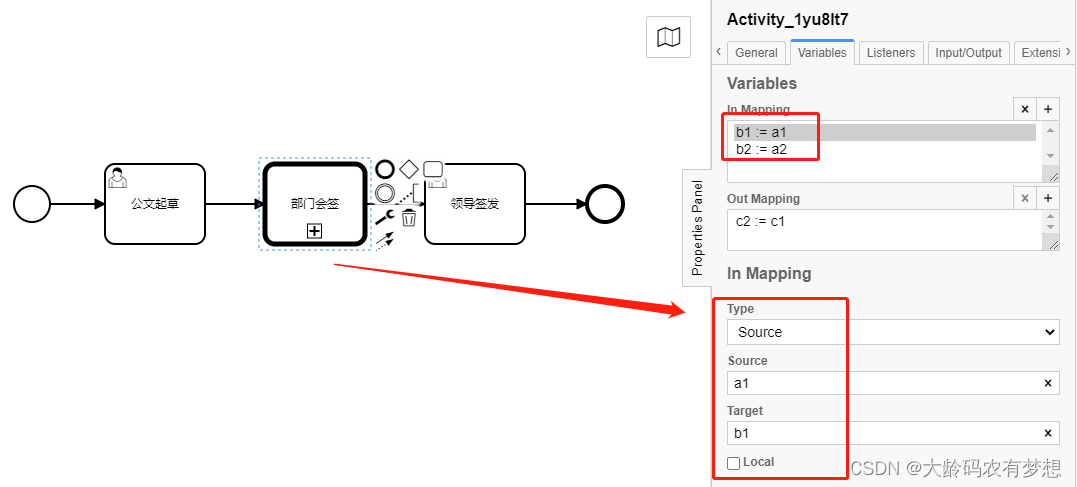 公文起草
部门会签
领导签发
Properties Panel
Activity_1yu8lt7
General
Variables
Listeners
Input/Output
Extensi
Variables
In Mapping
b1 := a1
b2 := a2
Out Mapping
c2 := c1
In Mapping
Type
Source
Source
a1
Target
b1
Local
CSDN @大龄码农有梦想